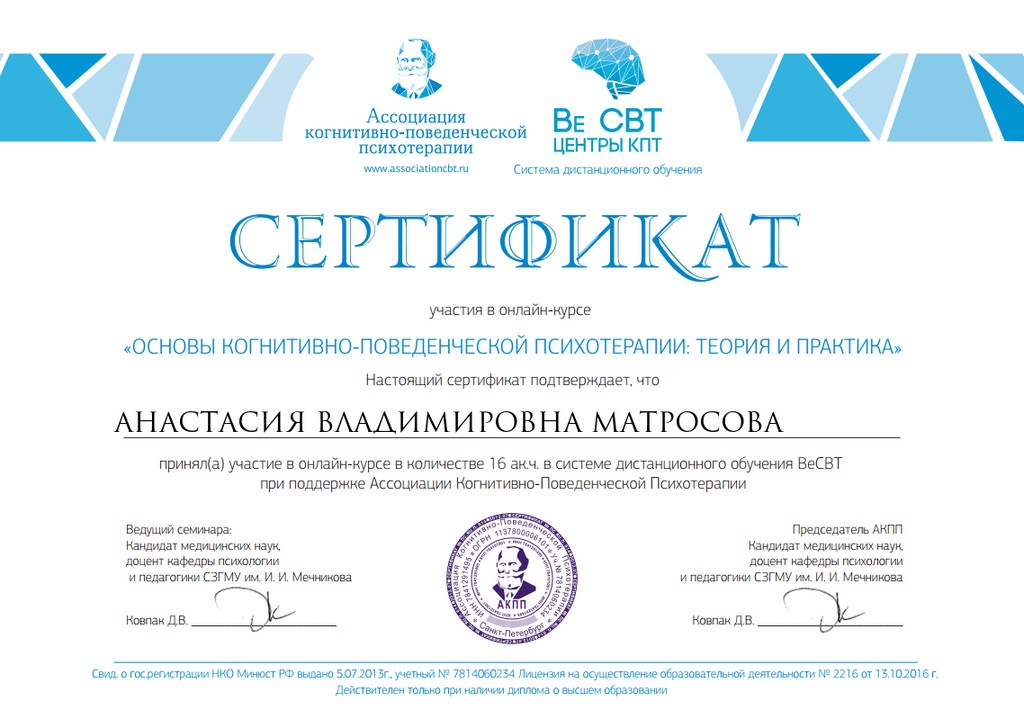 Ассоциация
когнитивно-поведенческой
психотерапии
www.associationcbt.ru
Be CBT
ЦЕНТРЫ КПТ
Система дистанционного обучения
СЕРТИФИКАТ
участия в онлайн-курсе
«ОСНОВЫ КОГНИТИВНО-ПОВЕДЕНЧЕСКОЙ ПСИХОТЕРАПИИ: ТЕОРИЯ И ПРАКТИКА»
Настоящий сертификат подтверждает, что
АНАСТАСИЯ ВЛАДИМИРОВНА МАТРОСОВА
принял(а) участие в онлайн-курсе в количестве 16 ак.ч. в системе дистанционного обучения BeCBT
при поддержке Ассоциации Когнитивно-Поведенческой Психотерапии
Ведущий семинара:
Кандидат медицинских наук,
доцент кафедры психологии
и педагогики СЗГМУ им. И. И. Мечникова
Ковпак Д.В.
Ассоциация Когнитивно-Поведенческой Психотерапии
Санкт-Петербург
ИНН 7841291495 • ОГРН 1137800006101 • Уч.№ 7814060234
АКПП
Председатель АКПП
Кандидат медицинских наук,
доцент кафедры психологии
и педагогики СЗГМУ им. И. И. Мечникова
Ковпак Д.В.
Свид. о гос.регистрации НКО Минюст РФ выдано 5.07.2013г., учетный № 7814060234 Лицензия на осуществление образовательной деятельности № 2216 от 13.10.2016 г.
Действителен только при наличии диплома о высшем образовании